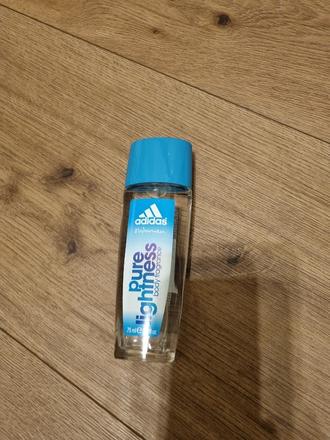 adidas
pure
lightness
body fragrance
75 ml